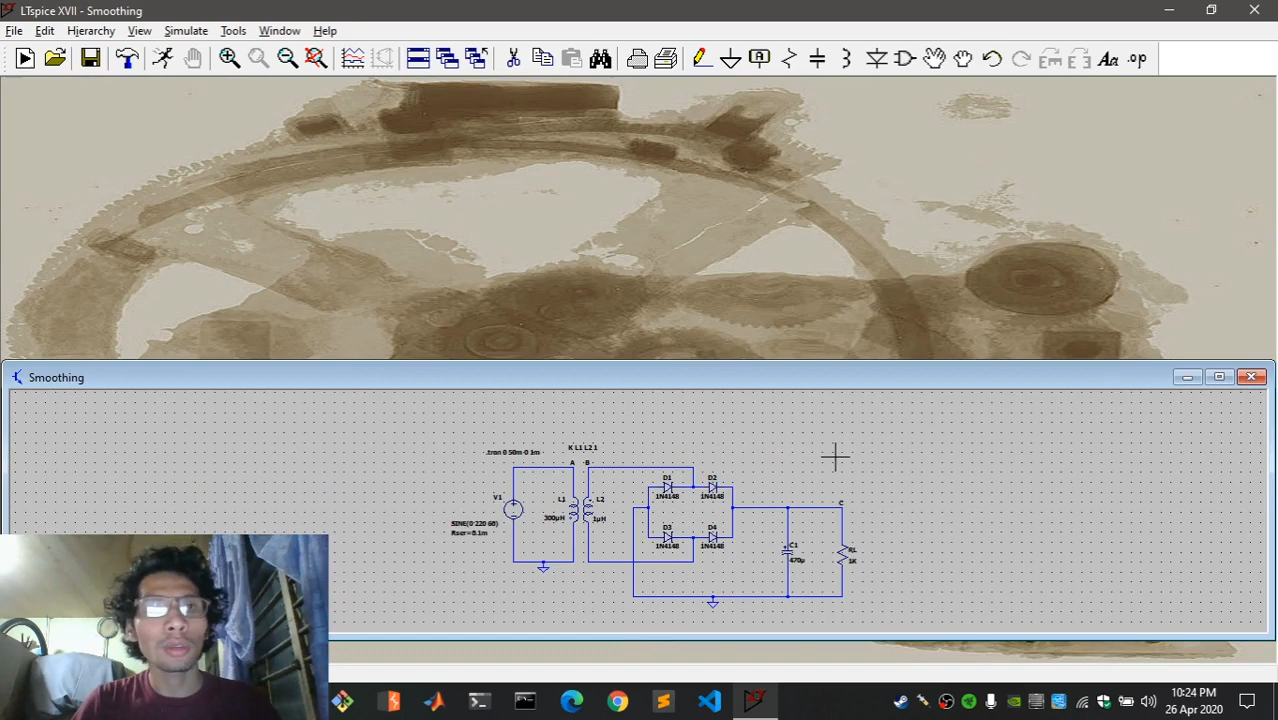 LTspice XVII - Smoothing
File Edit Hierarchy View Simulate Tools Window Help
Aa .op
Smoothing
.tran 0 50m 0 1m
K L1 L2 1
A B
V1
SINE(0 220 60)
Rser=0.1m
L1
300µH
L2
1µH
D1
1N4148
D2
1N4148
D3
1N4148
D4
1N4148
C
C1
470µ
RL
1K
10:24 PM
26 Apr 2020